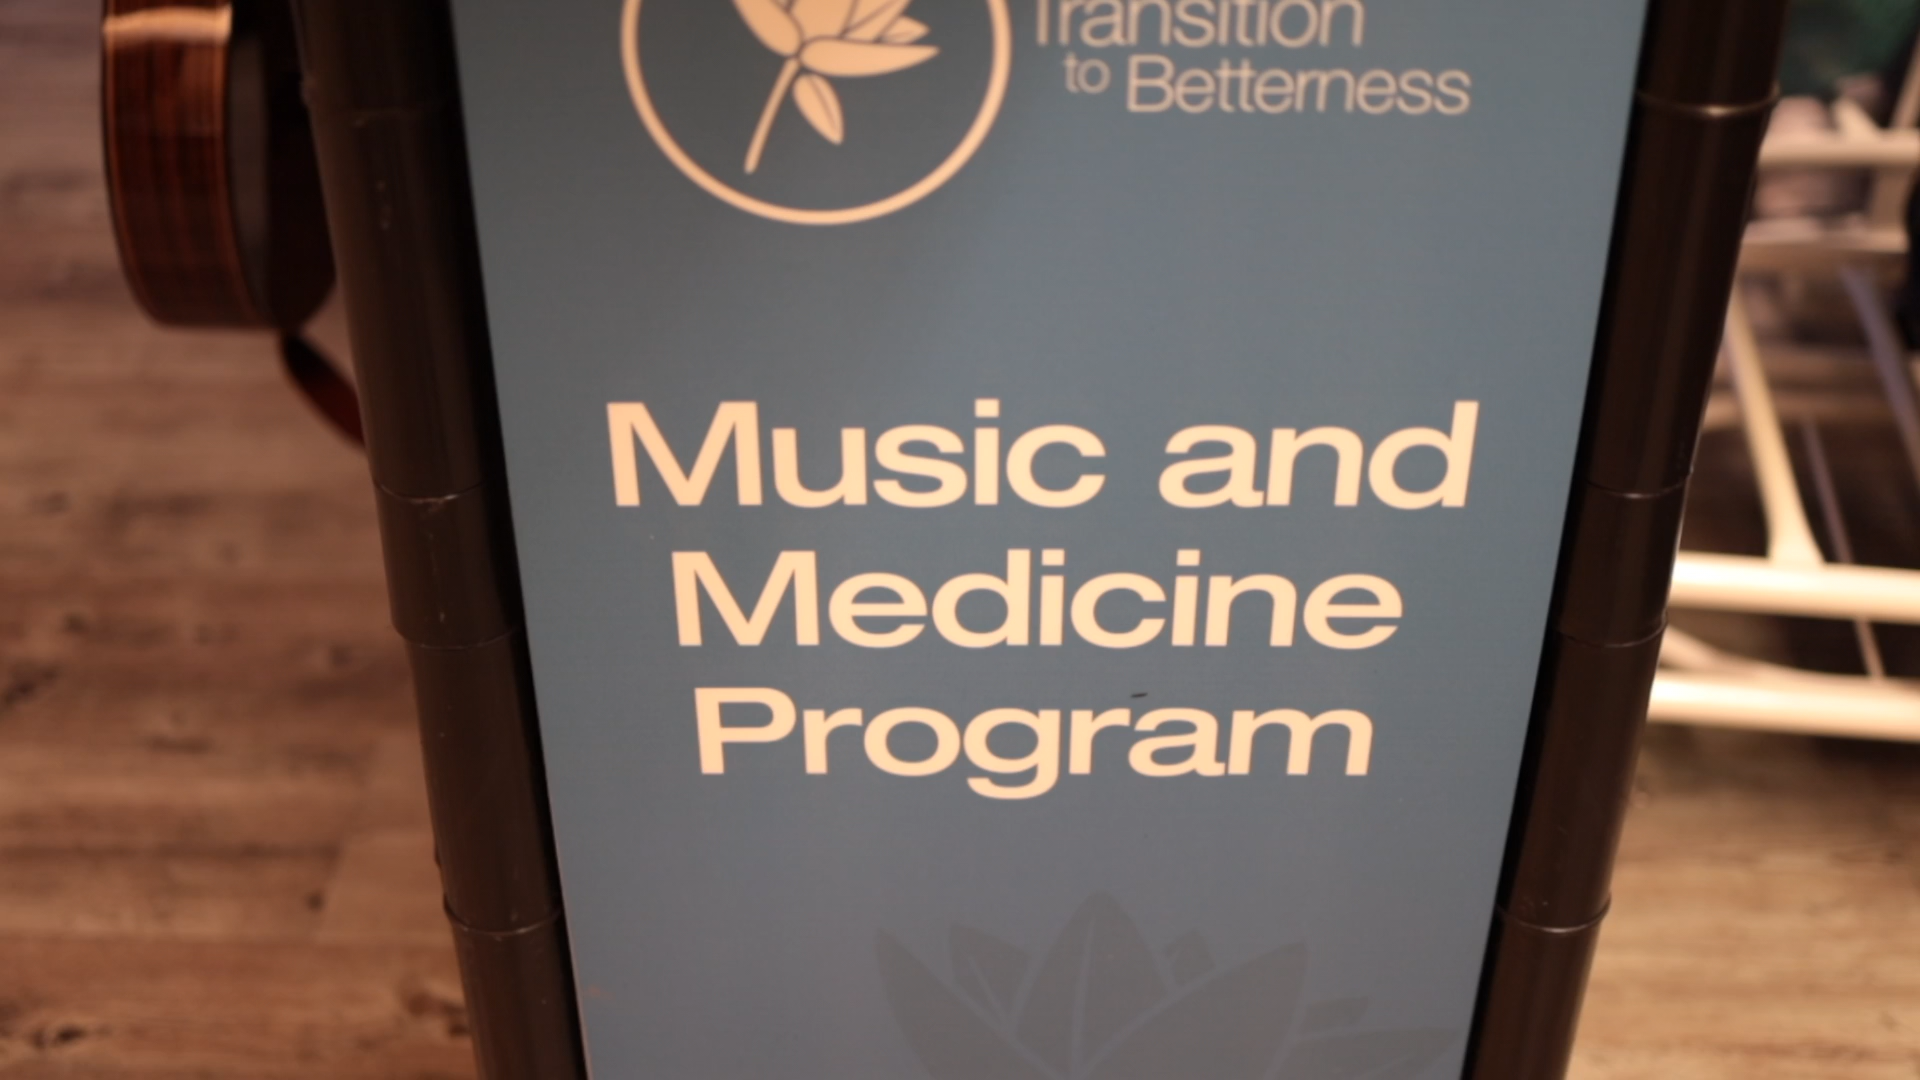 Transition
to Betterness
Music and
Medicine
Program